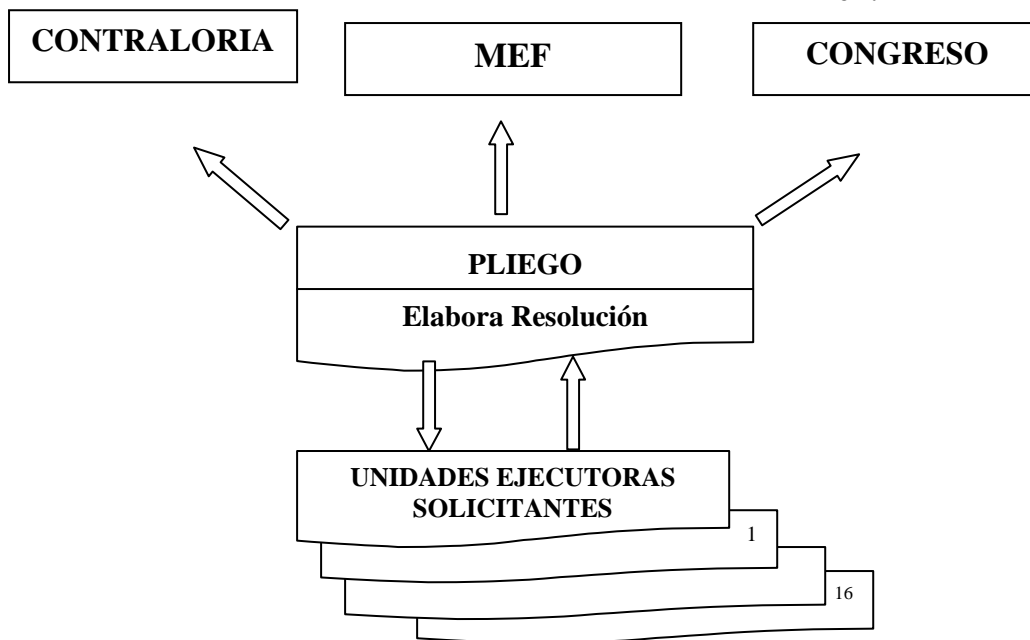 CONTRALORIA
MEF
CONGRESO
PLIEGO
Elabora Resolución
UNIDADES EJECUTORAS
SOLICITANTES
1
16